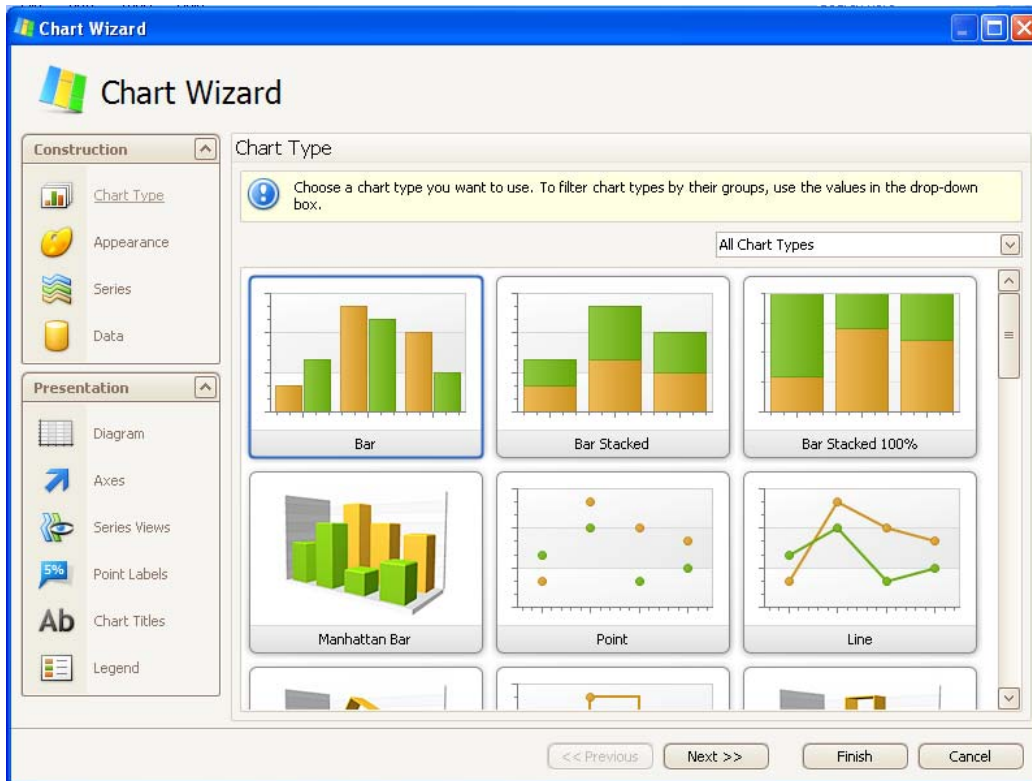 Chart Wizard
Chart Wizard
Construction
Chart Type
Appearance
Series
Data
Presentation
Diagram
Axes
Series Views
5%
Point Labels
Ab
Chart Titles
Legend
Chart Type
Choose a chart type you want to use. To filter chart types by their groups, use the values in the drop-down
box.
All Chart Types
Bar
Bar Stacked
Bar Stacked 100%
Manhattan Bar
Point
Line
<< Previous
Next >>
Finish
Cancel